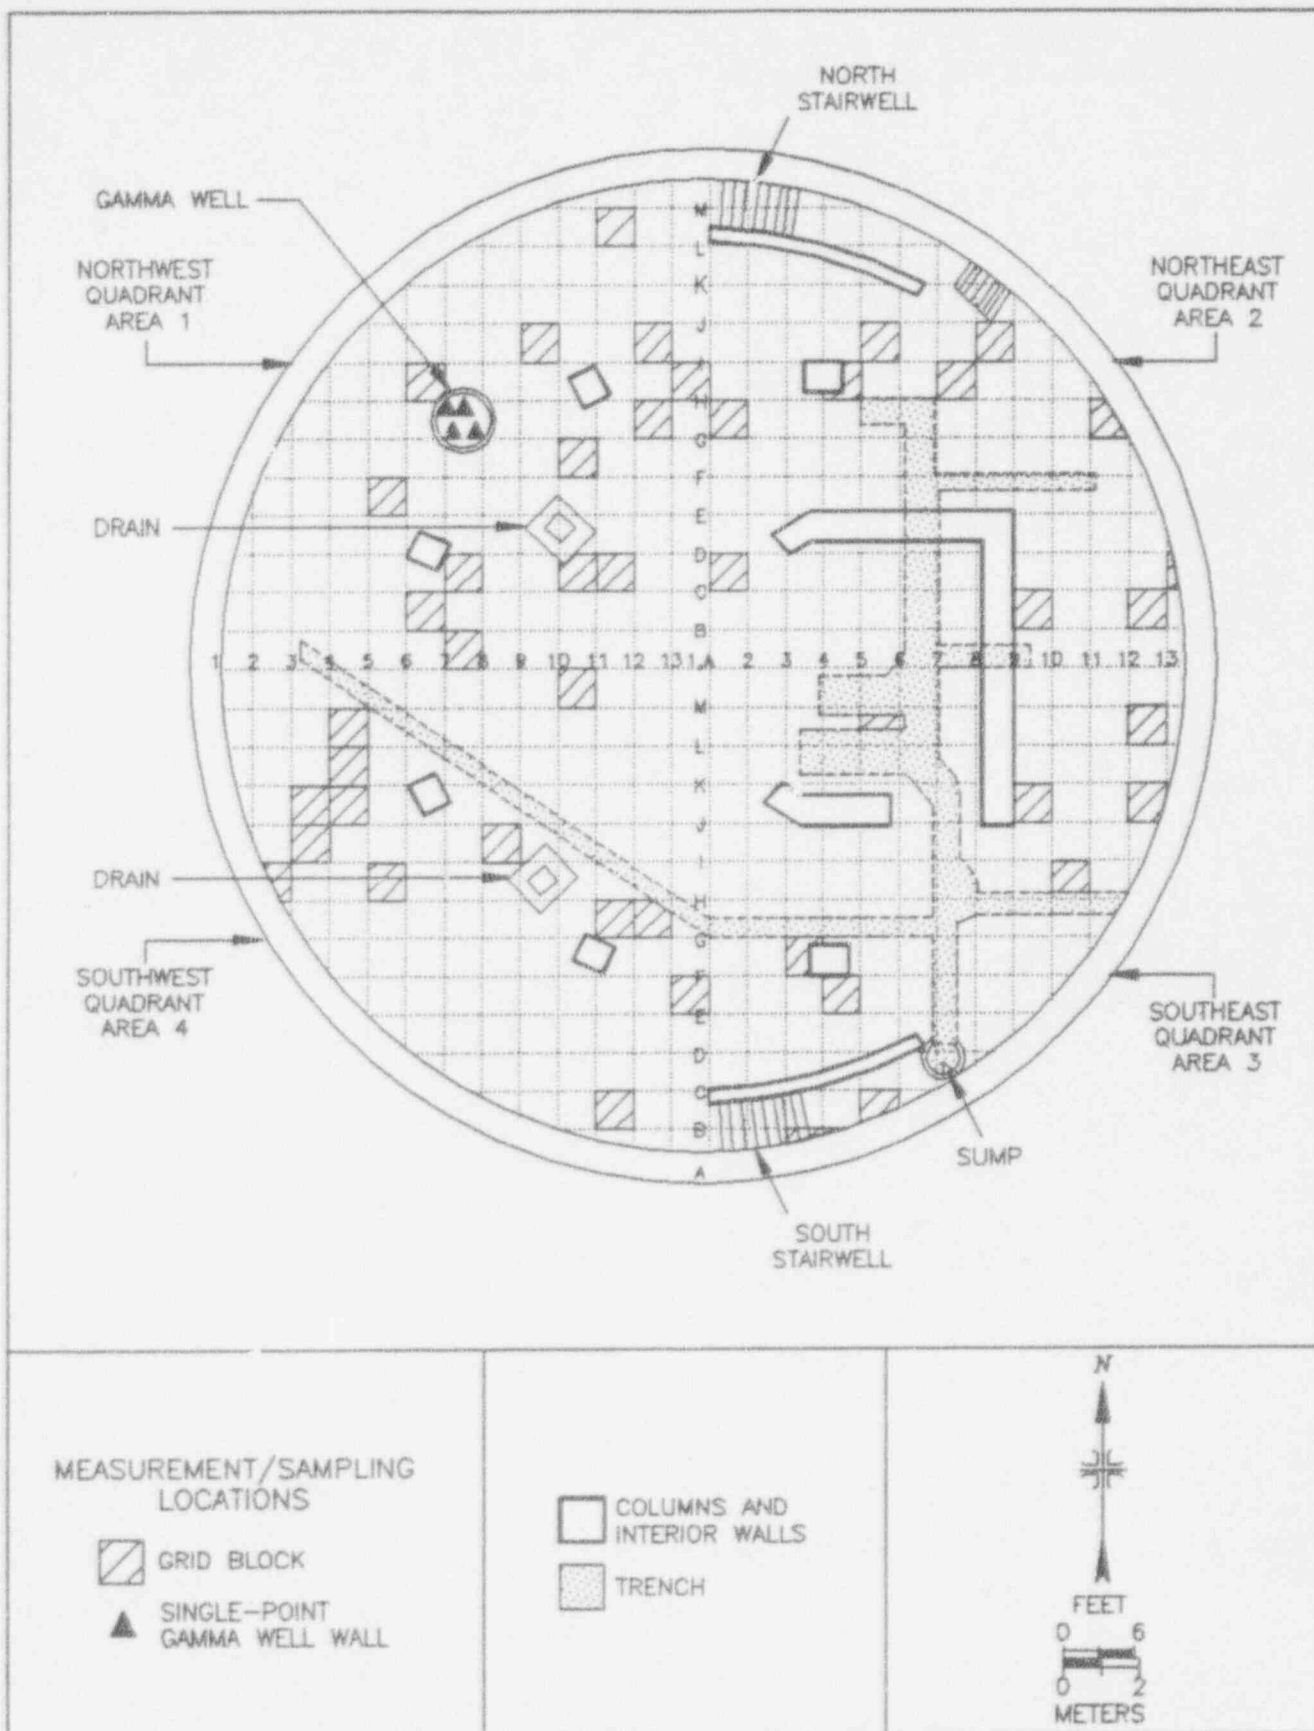 NORTH
STAIRWELL
GAMMA WELL
NORTHWEST
QUADRANT
AREA 1
NORTHEAST
QUADRANT
AREA 2
M
L
K
J
I
H
G
F
E
D
C
B
DRAIN
1 2 3 4 5 6 7 8 9 10 11 12 13 1 A 2 3 4 5 6 7 8 9 10 11 12 13
M
L
K
J
I
H
G
F
E
D
C
B
A
DRAIN
SOUTHWEST
QUADRANT
AREA 4
SOUTHEAST
QUADRANT
AREA 3
SUMP
SOUTH
STAIRWELL
MEASUREMENT/SAMPLING
LOCATIONS
GRID BLOCK
SINGLE-POINT
GAMMA WELL WALL
COLUMNS AND
INTERIOR WALLS
TRENCH
N
FEET
0 6
0 2
METERS